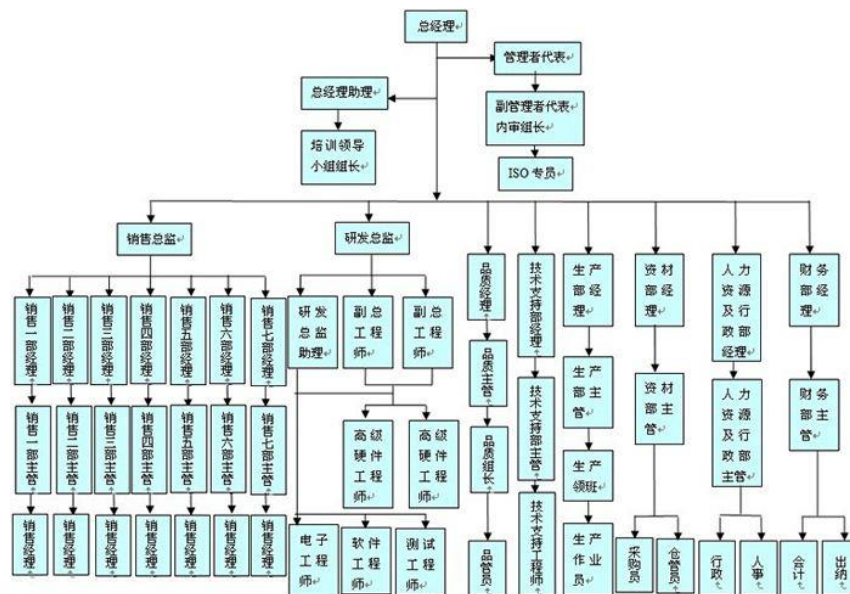 总经理
管理者代表
总经理助理
副管理者代表
内审组长
培训领导
小组组长
ISO 专员
销售总监
研发总监
品质经理
技术支持部经理
生产
部经
理
资材
部经
理
人力
资源
及行
政部
经理
财务
部经
理
销售一部经理
销售二部经理
销售三部经理
销售四部经理
销售五部经理
销售六部经理
销售七部经理
研发
总监
助理
副总
工程
师
副总
工程
师
品质主管
技术支持部主管
生产
部主
管
资材
部主
管
人力
资源
及行
政部
主管
财务
部主
管
销售一部主管
销售二部主管
销售三部主管
销售四部主管
销售五部主管
销售六部主管
销售七部主管
高级
硬件
工程
师
高级
软件
工程
师
品质组长
生产
领班
销售经理
销售经理
销售经理
销售经理
销售经理
销售经理
销售经理
电子
工程
师
软件
工程
师
测试
工程
师
品管员
技术支持工程师
生产
作业
员
采购员
仓管员
行政
人事
会计
出纳